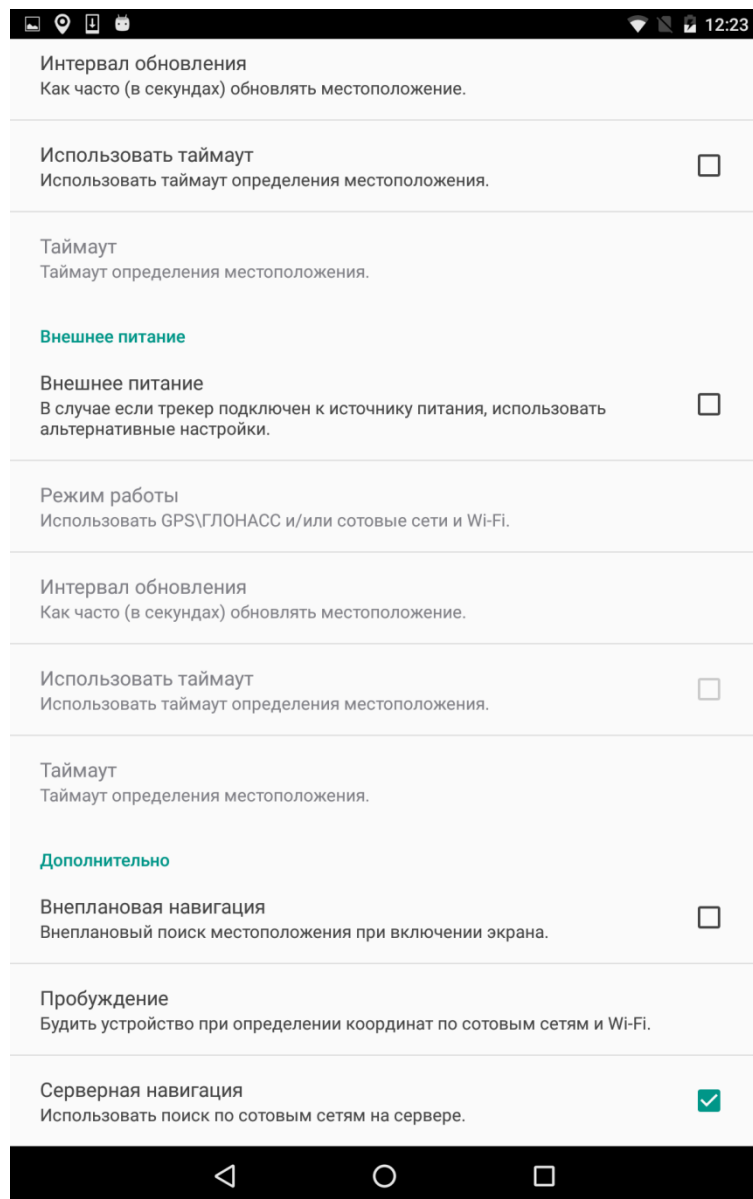 12:23
Интервал обновления
Как часто (в секундах) обновлять местоположение.
Использовать таймаут
Использовать таймаут определения местоположения.
Таймаут
Таймаут определения местоположения.
Внешнее питание
Внешнее питание
В случае если трекер подключен к источнику питания, использовать
альтернативные настройки.
Режим работы
Использовать GPS\ГЛОНАСС и/или сотовые сети и Wi-Fi.
Интервал обновления
Как часто (в секундах) обновлять местоположение.
Использовать таймаут
Использовать таймаут определения местоположения.
Таймаут
Таймаут определения местоположения.
Дополнительно
Внеплановая навигация
Внеплановый поиск местоположения при включении экрана.
Пробуждение
Будить устройство при определении координат по сотовым сетям и Wi-Fi.
Серверная навигация
Использовать поиск по сотовым сетям на сервере.